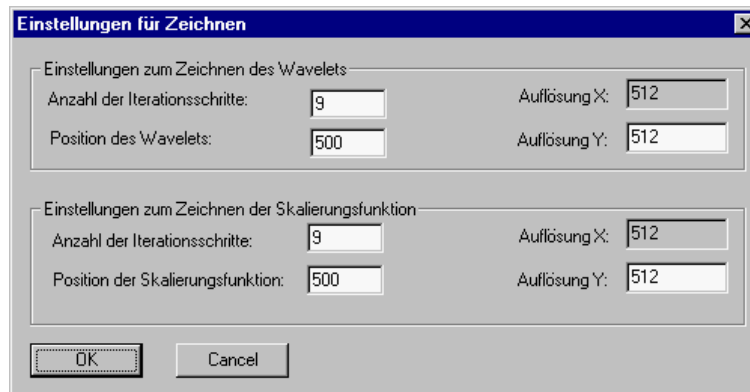 Einstellungen für Zeichnen
Einstellungen zum Zeichnen des Wavelets
Anzahl der Iterationsschritte: 9 Auflösung X: 512
Position des Wavelets: 500 Auflösung Y: 512
Einstellungen zum Zeichnen der Skalierungsfunktion
Anzahl der Iterationsschritte: 9 Auflösung X: 512
Position der Skalierungsfunktion: 500 Auflösung Y: 512
OK Cancel